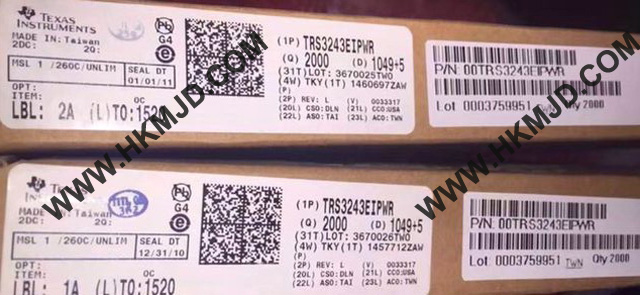 TEXAS
INSTRUMENTS
MADE IN: Taiwan
2DC: 2Q:
G4
MSL 1 /260C/UNLIM
SEAL DT
01/01/11
OPT:
ITEM:
LBL: 2A (L)TO:1520
OC
(1P) TRS3243EIPWR
(Q) 2000 (D) 1049+5
(31T)LOT: 3670025TW0
(4W) TKY(1T) 1460697ZAW
(P)
(2P) REV: L (V) 0033317
(20L) CSO:DLN (21L) CCO:USA
(22L) ASO:TAI (23L) ACO:TWN
P/N: 00TRS3243EIPWR
Lot 0003759951 TWN Qty 2000
WWW.HKMJD.COM
WWW.HKMJD.COM
TEXAS
MADE IN: Taiwan
2DC: 2Q:
G4
MSL 1 /260C/UNLIM
SEAL DT
12/31/10
OPT:
ITEM:
LBL: 1A (L)TO:1520
(1P) TRS3243EIPWR
(Q) 2000 (D) 1049+5
(31T)LOT: 3670026TW0
(4W) TKY(1T) 1457712ZAW
(P)
(2P) REV: L (V) 0033317
(20L) CSO:DLN (21L) CCO:USA
(22L) ASO:TAI (23L) ACO:TWN
P/N: 00TRS3243EIPWR
Lot 0003759951 TWN Qty 2000
WWW.HKMJD.COM
WWW.HKMJD.COM